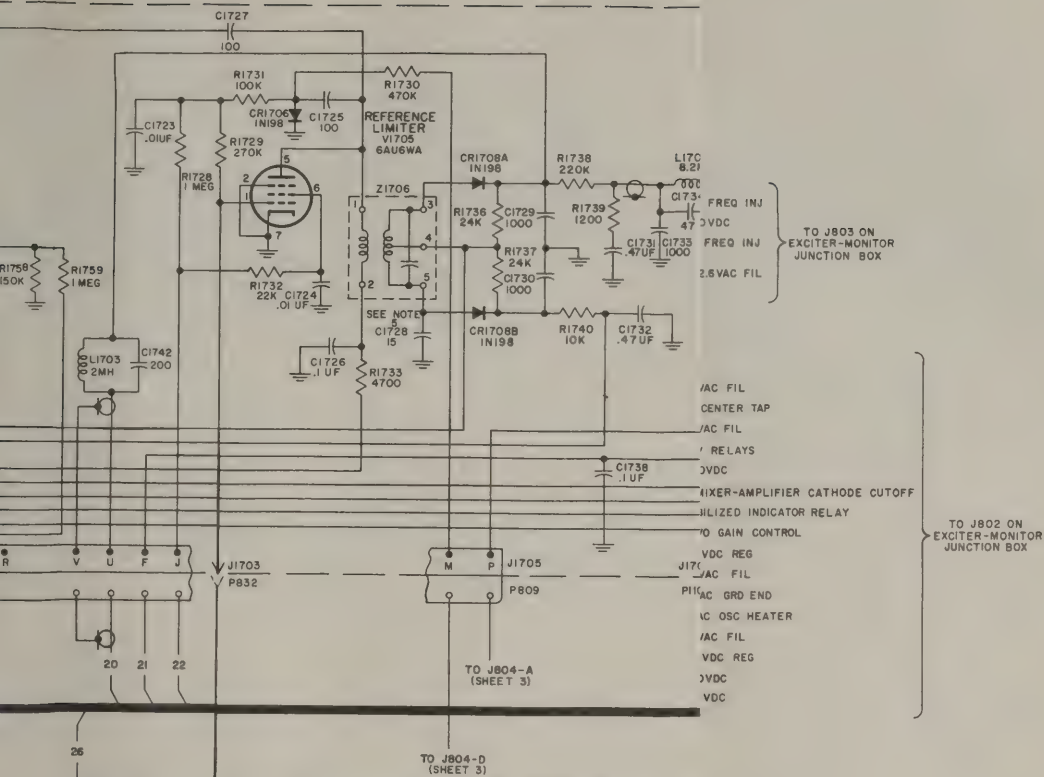 C1727
100
R1731
100K
R1730
470K
CR1706
1N198
C1725
100
REFERENCE
LIMITER
V1705
6AU6WA
C1723
.01UF
R1728
1 MEG
R1729
270K
5
2
1
6
7
Z1706
1
3
4
2
5
CR1708A
1N198
R1738
220K
8.2
R1736
24K
C1729
1000
R1739
1200
47
FREQ INJ
FREQ INJ
C1731
.47UF
C1733
1000
R1737
24K
C1730
1000
TO J803 ON
EXCITER-MONITOR
JUNCTION BOX
R1758
150K
R1759
1 MEG
R1732
22K
C1724
.01 UF
SEE NOTE
5
C1728
15
CR1708B
1N198
R1740
10K
C1732
.47UF
2.6VAC FIL
L1703
2MH
C1742
200
C1726
.1 UF
R1733
4700
VAC FIL
CENTER TAP
VAC FIL
RELAYS
C1738
.1 UF
MIXER-AMPLIFIER CATHODE CUTOFF
INDICATOR RELAY
GAIN CONTROL
VDC REG
VAC FIL
AC GRD END
OSC HEATER
VAC FIL
VDC REG
VDC
TO J802 ON
EXCITER-MONITOR
JUNCTION BOX
R
V
U
F
J
J1703
P832
M
P
J1705
P809
20
21
22
TO J804-A
(SHEET 3)
26
TO J804-D
(SHEET 3)